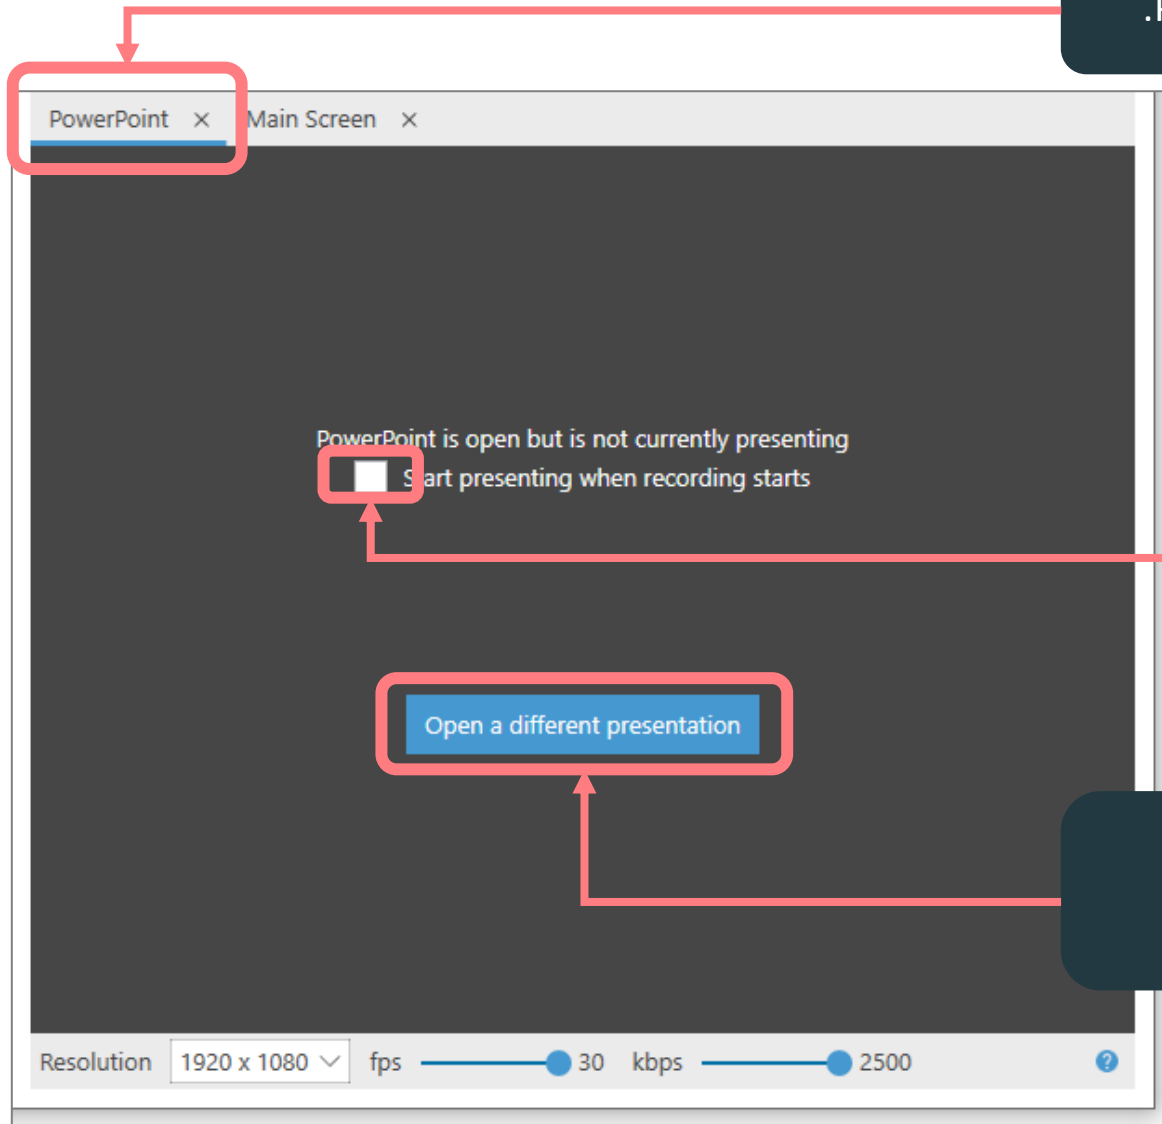 PowerPoint × Main Screen ×
PowerPoint is open but is not currently presenting
Start presenting when recording starts
Open a different presentation
Resolution 1920 x 1080 fps 30 kbps 2500 ?